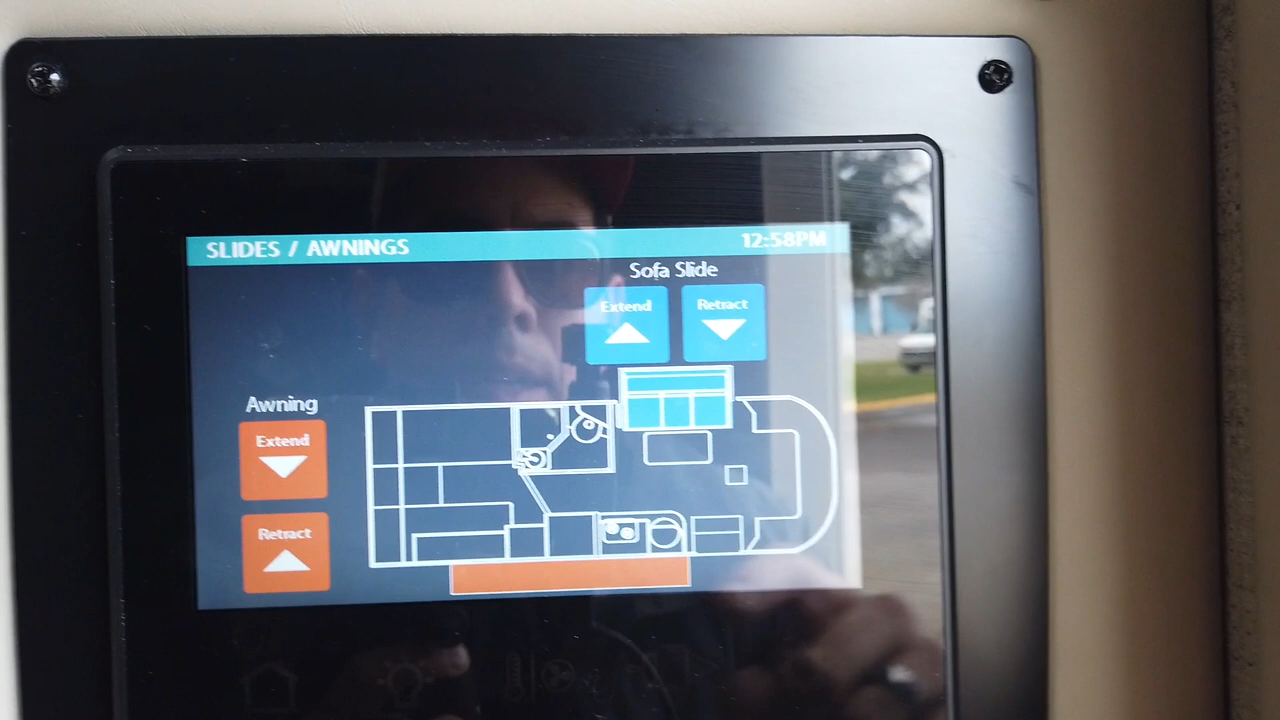 SLIDES / AWNINGS
12:58PM
Sofa Slide
Extend
Retract
Awning
Extend
Retract